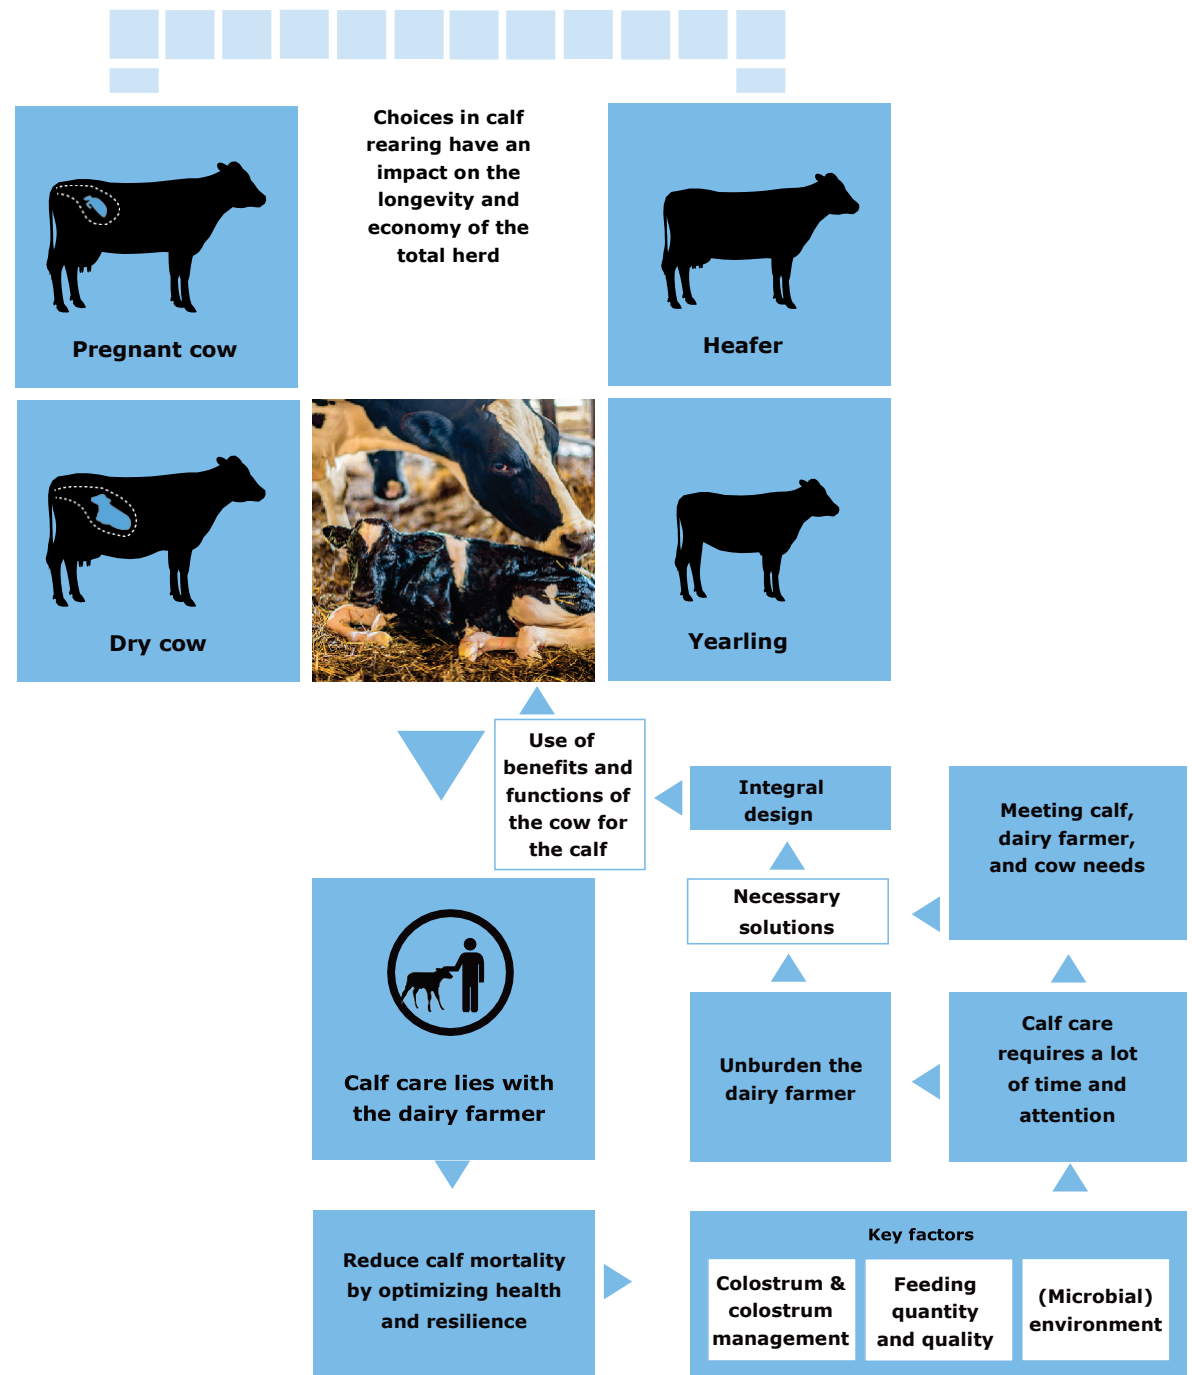 Choices in calf
rearing have an
impact on the
longevity and
economy of the
total herd
Pregnant cow
Heafer
Dry cow
Yearling
Use of
benefits and
functions of
the cow for
the calf
Integral
design
Meeting calf,
dairy farmer,
and cow needs
Necessary
solutions
Calf care lies with
the dairy farmer
Unburden the
dairy farmer
Calf care
requires a lot
of time and
attention
Reduce calf mortality
by optimizing health
and resilience
Key factors
Colostrum &
colostrum
management
Feeding
quantity
and quality
(Microbial)
environment